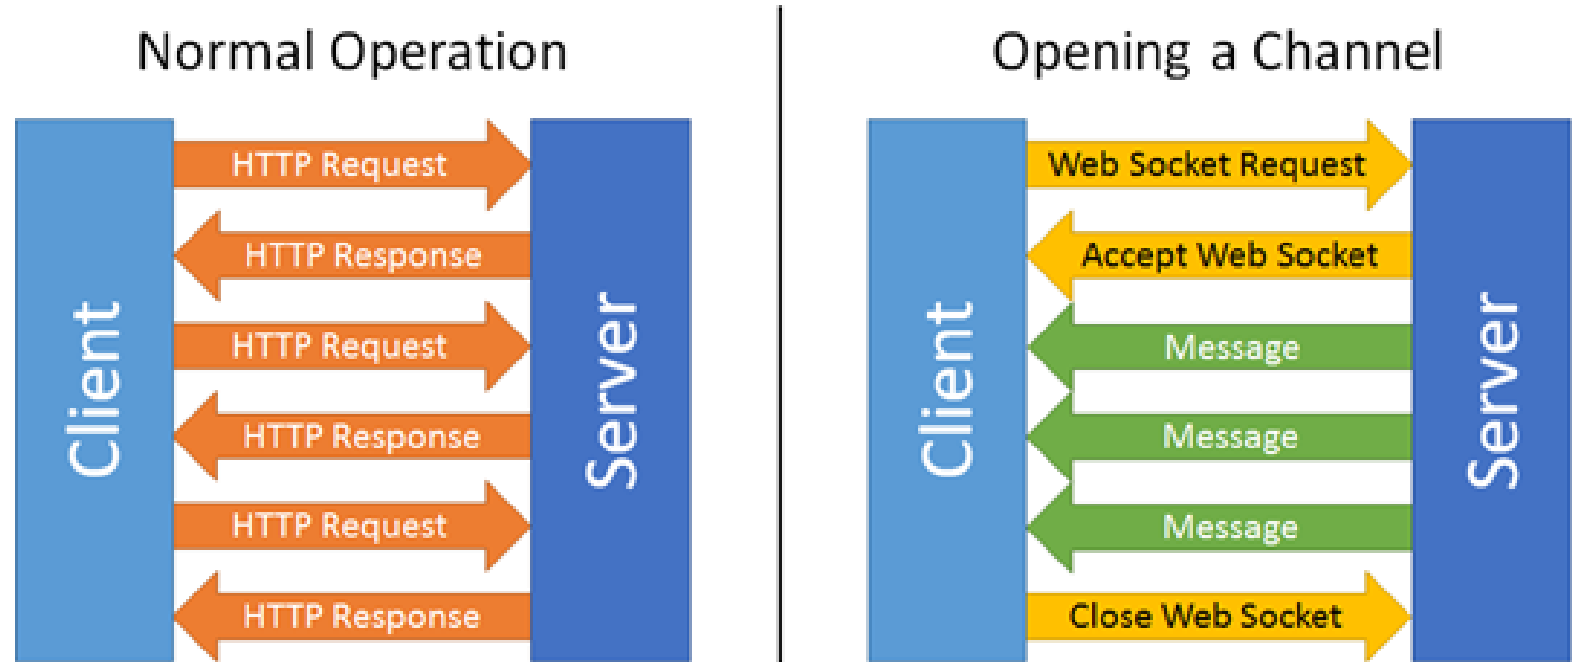 Normal Operation
Client
HTTP Request
HTTP Response
HTTP Request
HTTP Response
HTTP Request
HTTP Response
Server
Opening a Channel
Client
Web Socket Request
Accept Web Socket
Message
Message
Message
Close Web Socket
Server